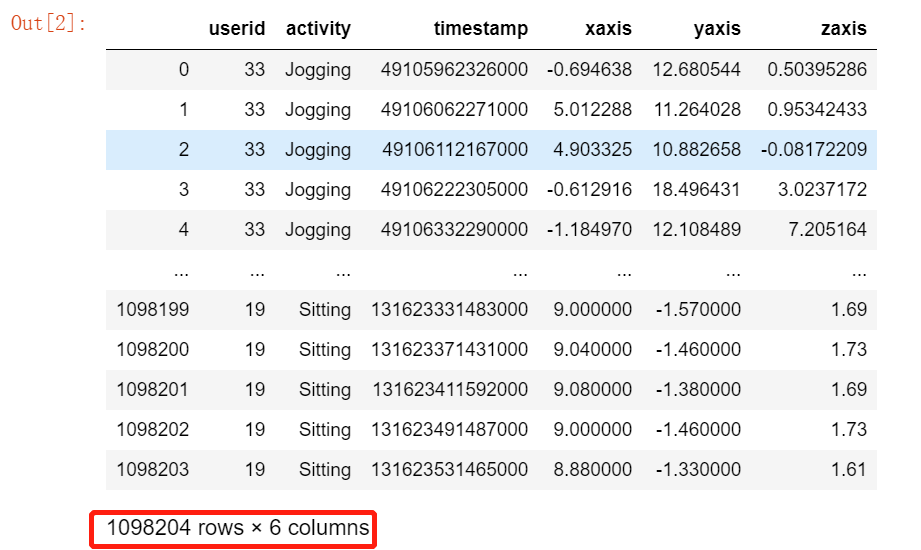 Out[2]:
userid activity timestamp xaxis yaxis zaxis
0 33 Jogging 49105962326000 -0.694638 12.680544 0.50395286
1 33 Jogging 49106062271000 5.012288 11.264028 0.95342433
2 33 Jogging 49106112167000 4.903325 10.882658 -0.08172209
3 33 Jogging 49106222305000 -0.612916 18.496431 3.0237172
4 33 Jogging 49106332290000 -1.184970 12.108489 7.205164
... ... ... ... ... ... ...
1098199 19 Sitting 131623331483000 9.000000 -1.570000 1.69
1098200 19 Sitting 131623371431000 9.040000 -1.460000 1.73
1098201 19 Sitting 131623411592000 9.080000 -1.380000 1.69
1098202 19 Sitting 131623491487000 9.000000 -1.460000 1.73
1098203 19 Sitting 131623531465000 8.880000 -1.330000 1.61
1098204 rows × 6 columns